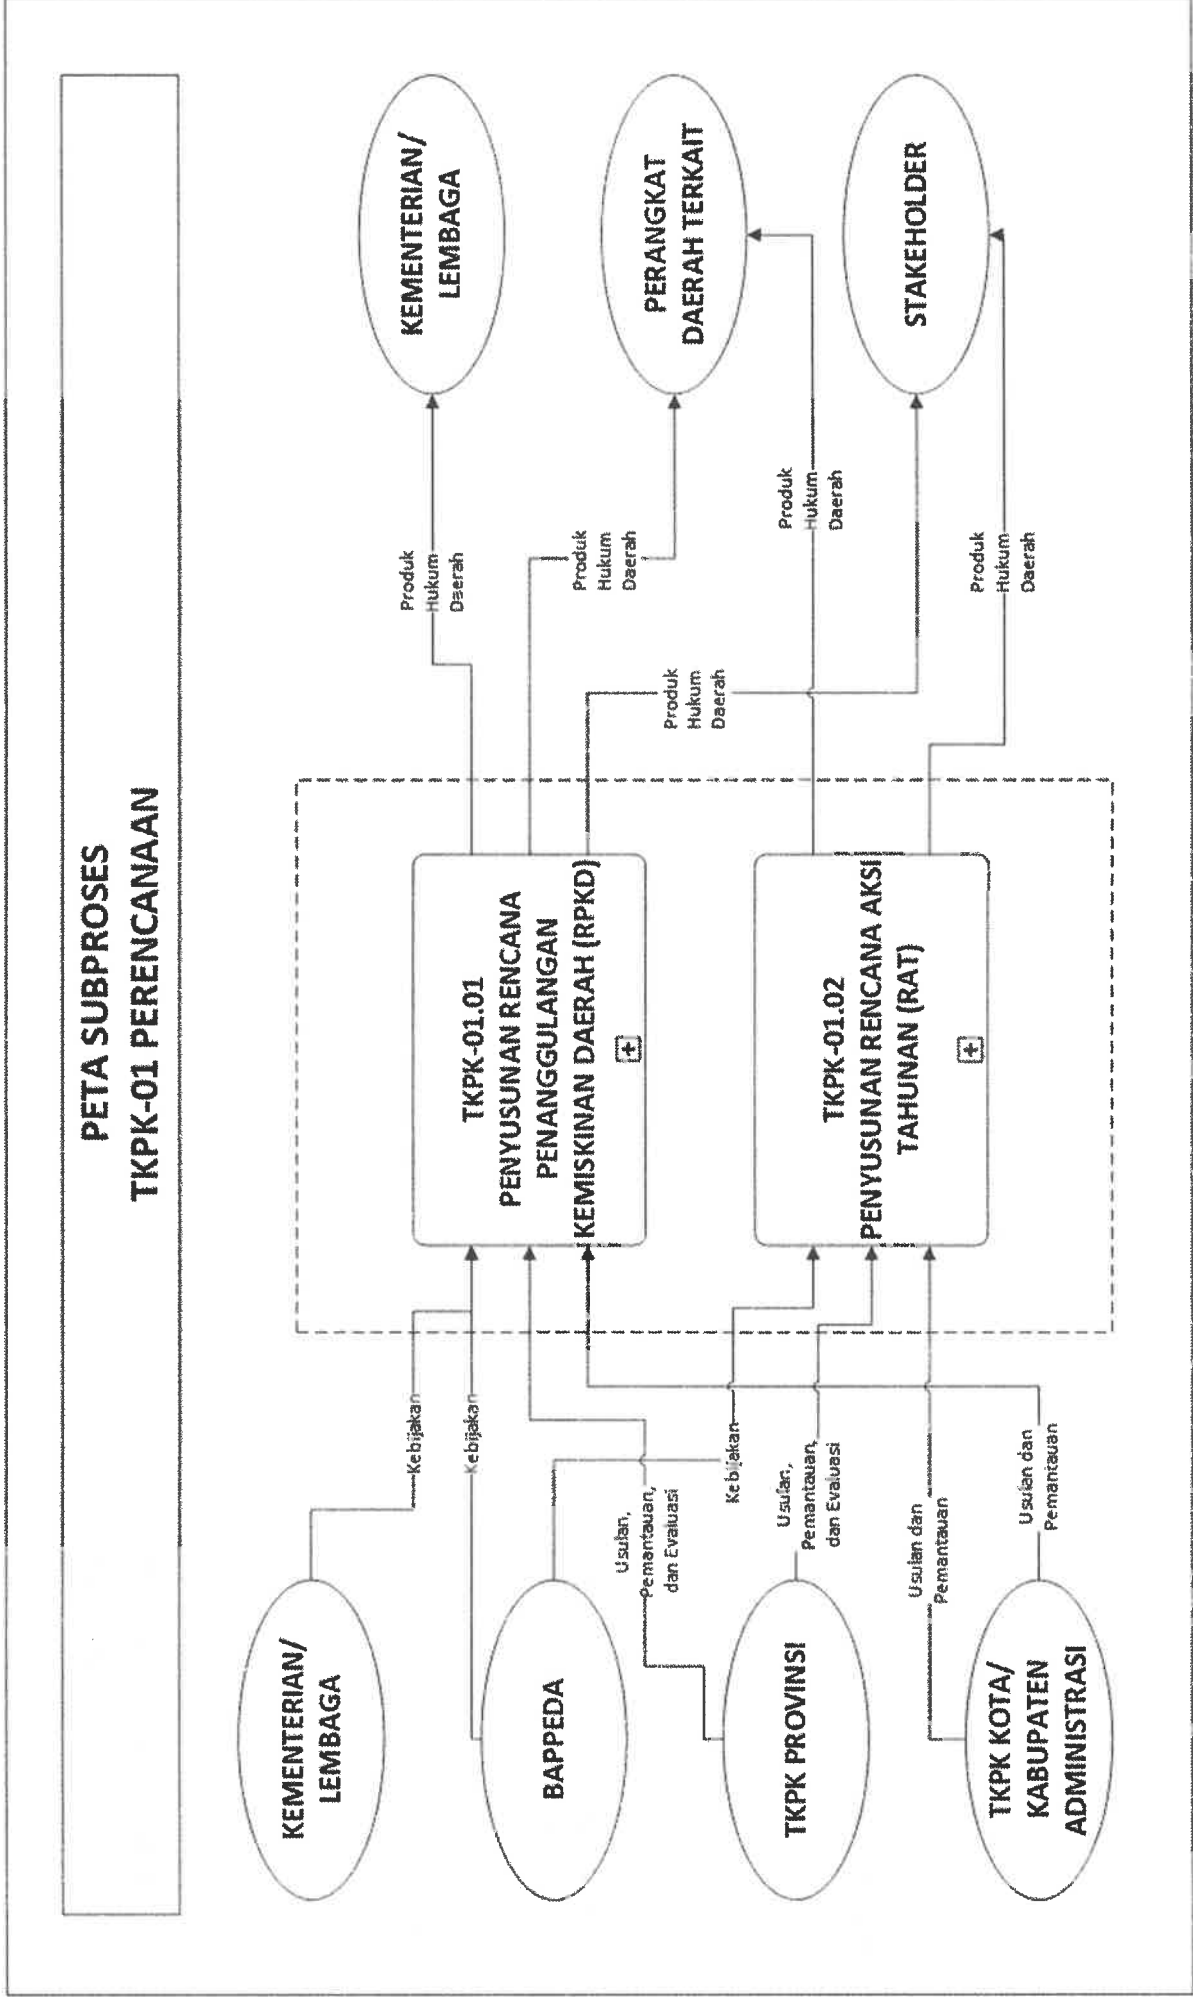 PETA SUBPROSES
TKPK-01 PERENCANAAN
KEMENTERIAN/
LEMBAGA
BAPPEDA
TKPK PROVINSI
TKPK KOTA/
KABUPATEN
ADMINISTRASI
Kebijakan
Kebijakan
Usulan,
Pemantauan,
dan Evaluasi
Kebijakan
Usulan,
Pemantauan,
dan Evaluasi
Usulan dan
Pemantauan
Usulan dan
Pemantauan
TKPK-01.01
PENYUSUNAN RENCANA
PENANGGULANGAN
KEMISKINAN DAERAH (RPKD)
TKPK-01.02
PENYUSUNAN RENCANA AKSI
TAHUNAN (RAT)
Produk
Hukum
Daerah
Produk
Hukum
Daerah
Produk
Hukum
Daerah
Produk
Hukum
Daerah
Produk
Hukum
Daerah
KEMENTERIAN/
LEMBAGA
PERANGKAT
DAERAH TERKAIT
STAKEHOLDER